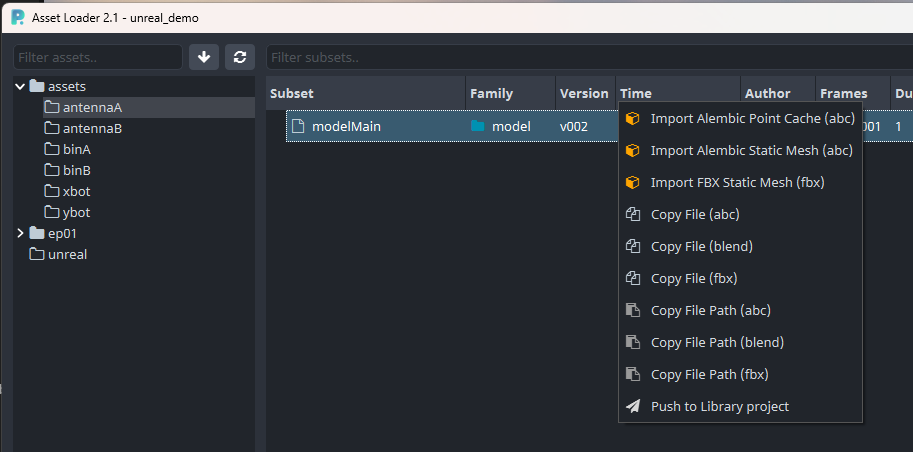 Asset Loader 2.1 - unreal_demo
Filter assets..
Filter subsets..
assets
antennaA
antennaB
binA
binB
xbot
ybot
ep01
unreal
Subset Family Version Time Author Frames Du
modelMain model v002 001 1
Import Alembic Point Cache (abc)
Import Alembic Static Mesh (abc)
Import FBX Static Mesh (fbx)
Copy File (abc)
Copy File (blend)
Copy File (fbx)
Copy File Path (abc)
Copy File Path (blend)
Copy File Path (fbx)
Push to Library project